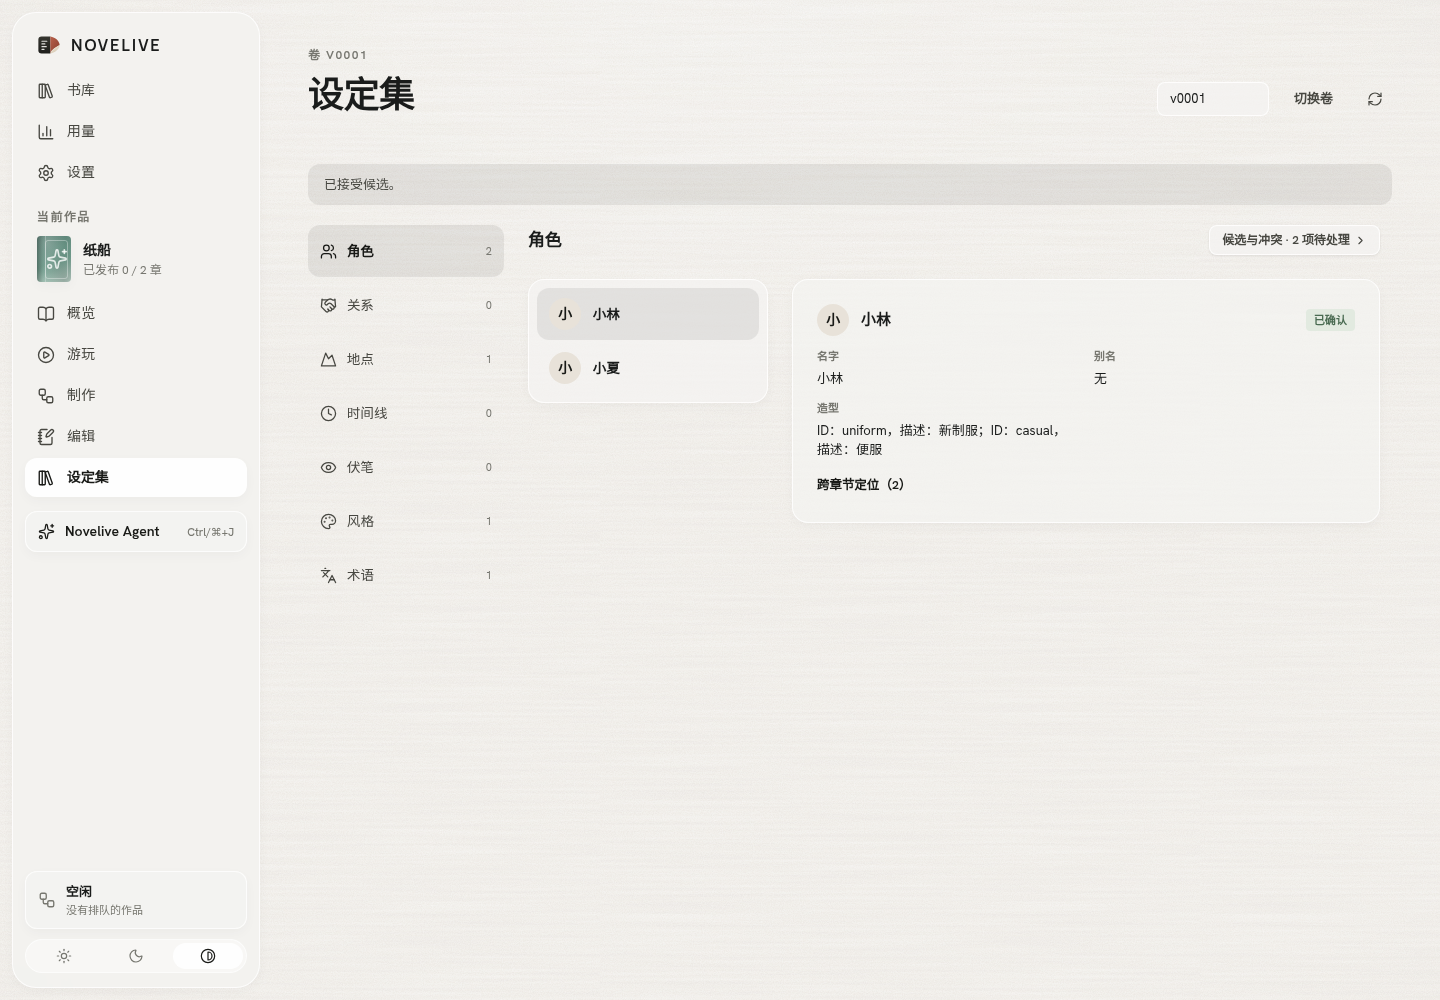 NOVELIVE
书库
用量
设置
当前作品
纸船
已发布 0 / 2 章
概览
游玩
制作
编辑
设定集
Novelive Agent
Ctrl/⌘+J
空闲
没有排队的作品
卷 V0001
设定集
v0001
切换卷
已接受候选。
角色
2
关系
0
地点
1
时间线
0
伏笔
0
风格
1
术语
1
角色
候选与冲突 · 2 项待处理
小
小林
小
小夏
小
小林
已确认
名字
别名
小林
无
造型
ID：uniform，描述：新制服；ID：casual，
描述：便服
跨章节定位（2）